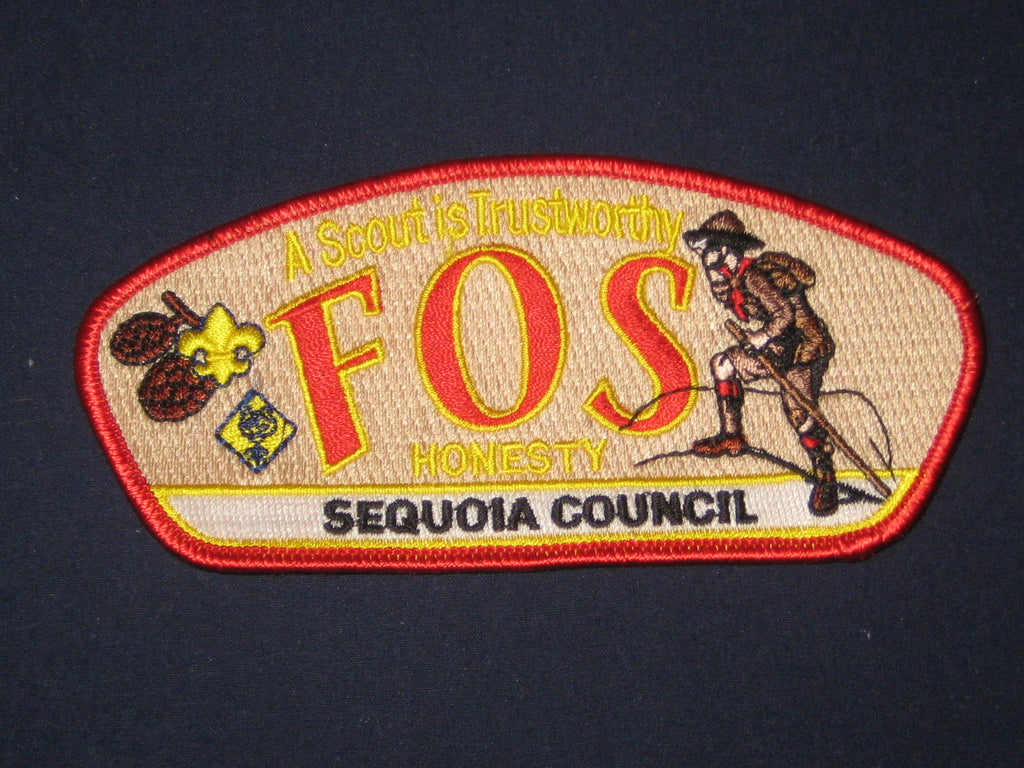 A Scout is Trustworthy
FOS
HONESTY
SEQUOIA COUNCIL